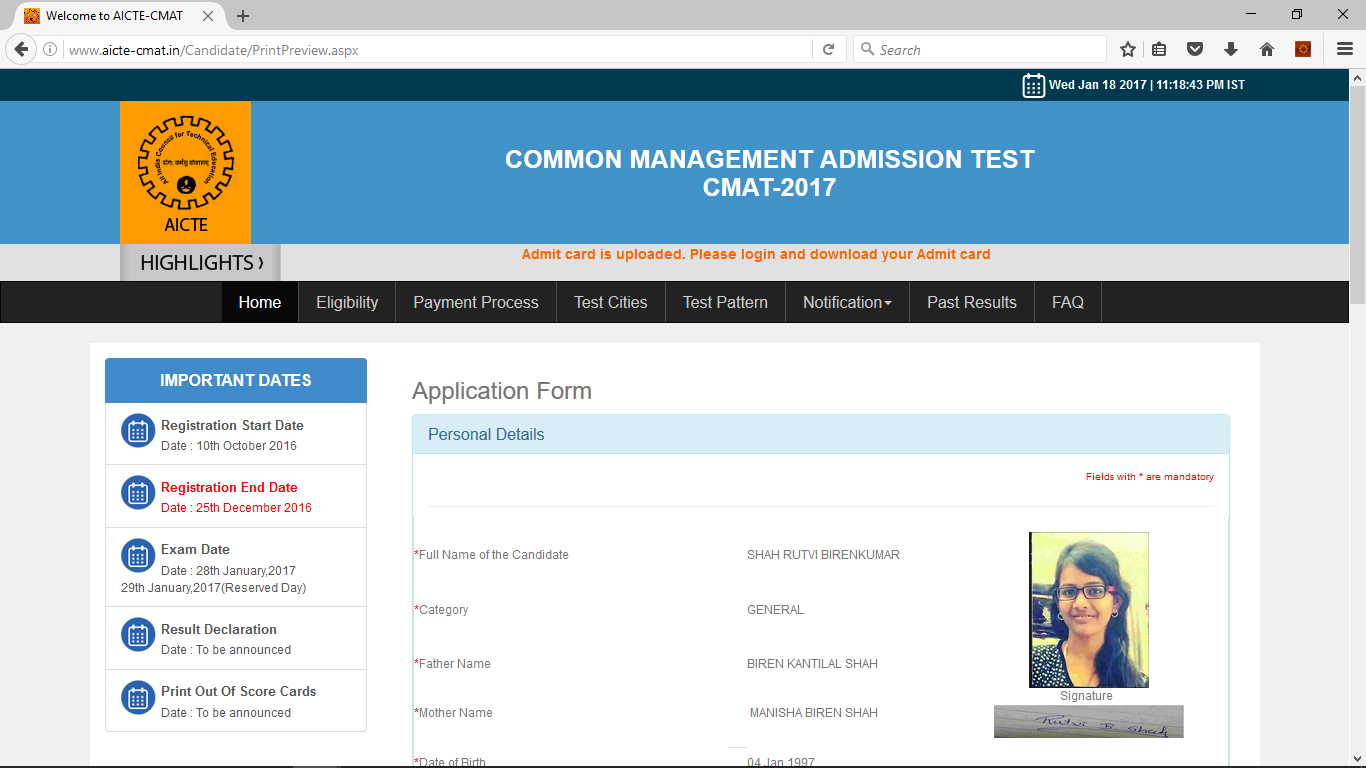 Welcome to AICTE-CMAT
www.aicte-cmat.in/Candidate/PrintPreview.aspx
Search
Wed Jan 18 2017 | 11:18:43 PM IST
All India Council for Technical Education
योगः कर्मसु कौशलम्
AICTE
COMMON MANAGEMENT ADMISSION TEST
CMAT-2017
HIGHLIGHTS ›
Admit card is uploaded. Please login and download your Admit card
Home Eligibility Payment Process Test Cities Test Pattern Notification Past Results FAQ
IMPORTANT DATES
Registration Start Date
Date : 10th October 2016
Registration End Date
Date : 25th December 2016
Exam Date
Date : 28th January,2017
29th January,2017(Reserved Day)
Result Declaration
Date : To be announced
Print Out Of Score Cards
Date : To be announced
Application Form
Personal Details
Fields with * are mandatory
*Full Name of the Candidate SHAH RUTVI BIRENKUMAR
*Category GENERAL
*Father Name BIREN KANTILAL SHAH
Signature
*Mother Name MANISHA BIREN SHAH
Rutvi B. Shah
*Date of Birth 04 Jan 1997